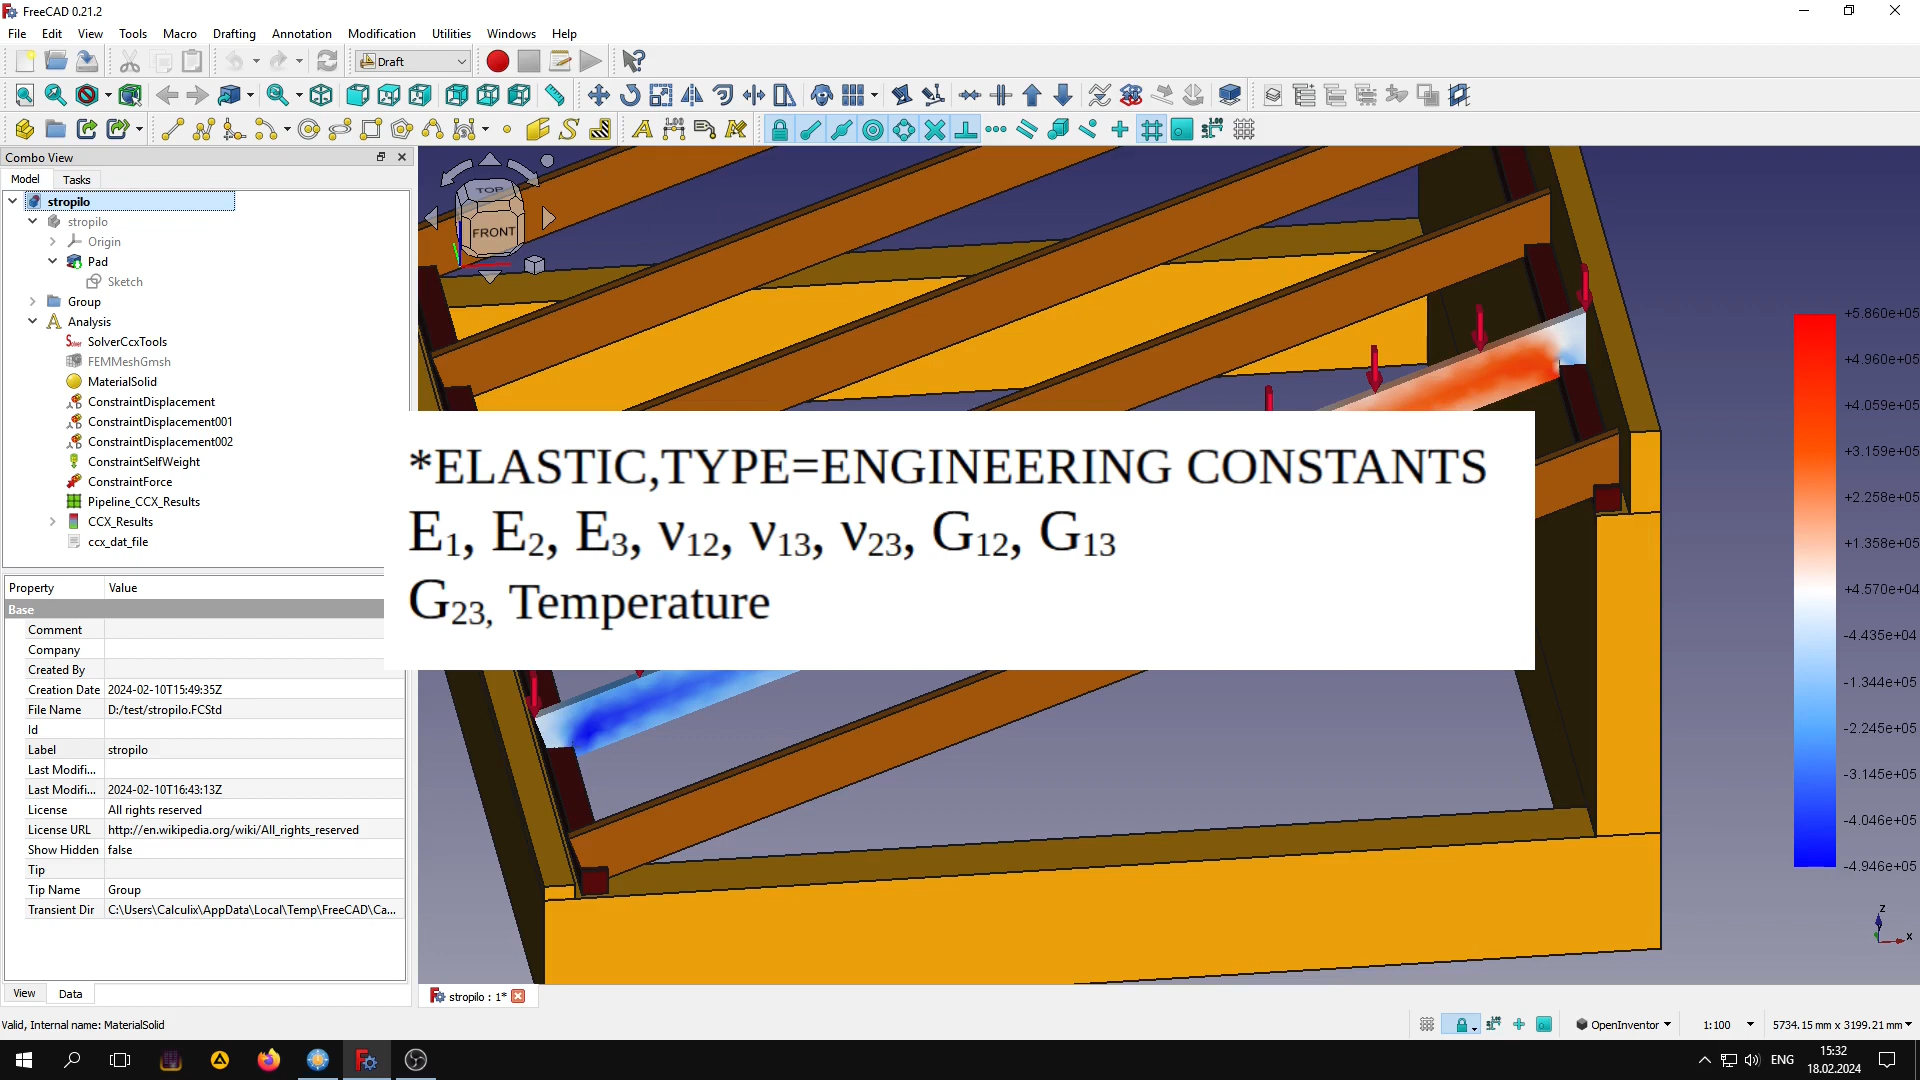 FreeCAD 0.21.2
File Edit View Tools Macro Drafting Annotation Modification Utilities Windows Help
Draft
Combo View
Model Tasks
stropilo
stropilo
Origin
Pad
Sketch
Group
Analysis
SolverCcxTools
FEMMeshGmsh
MaterialSolid
ConstraintDisplacement
ConstraintDisplacement001
ConstraintDisplacement002
ConstraintSelfWeight
ConstraintForce
Pipeline_CCX_Results
CCX_Results
ccx_dat_file
Property Value
Base
Comment
Company
Created By
Creation Date 2024-02-10T15:49:35Z
File Name D:/test/stropilo.FCStd
Id
Label stropilo
Last Modifi...
Last Modifi... 2024-02-10T16:43:13Z
License All rights reserved
License URL http://en.wikipedia.org/wiki/All_rights_reserved
Show Hidden false
Tip
Tip Name Group
Transient Dir C:\Users\Calculix\AppData\Local\Temp\FreeCAD\Ca...
View Data
TOP
FRONT
*ELASTIC,TYPE=ENGINEERING CONSTANTS
E1, E2, E3, ν12, ν13, ν23, G12, G13
G23, Temperature
+5.860e+05
+4.960e+05
+4.059e+05
+3.159e+05
+2.258e+05
+1.358e+05
+4.570e+04
-4.435e+04
-1.344e+05
-2.245e+05
-3.145e+05
-4.046e+05
-4.946e+05
Z
X
stropilo : 1*
Valid, Internal name: MaterialSolid
OpenInventor 1:100 5734.15 mm x 3199.21 mm
ENG
15:32
18.02.2024